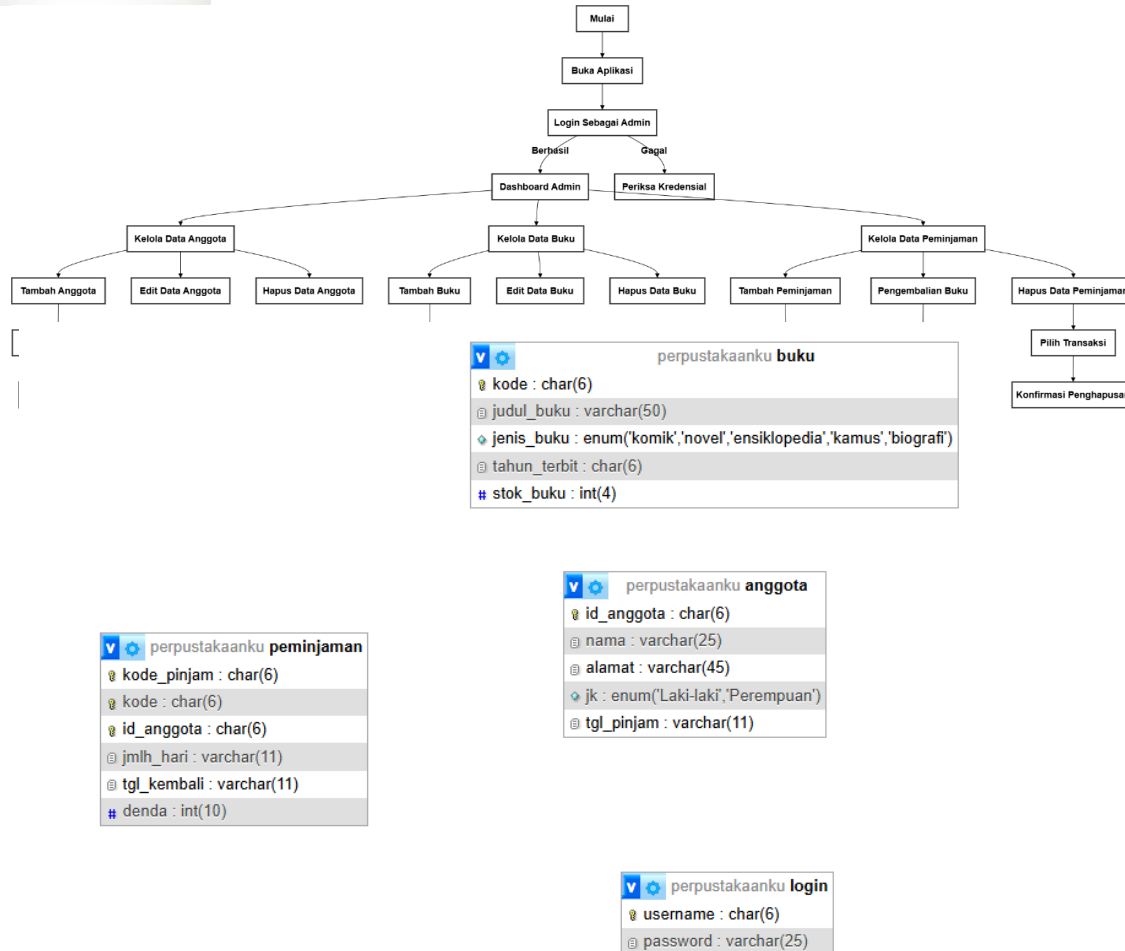 Mulai
Buka Aplikasi
Login Sebagai Admin
Berhasil
Gagal
Dashboard Admin
Periksa Kredensial
Kelola Data Anggota
Kelola Data Buku
Kelola Data Peminjaman
Tambah Anggota
Edit Data Anggota
Hapus Data Anggota
Tambah Buku
Edit Data Buku
Hapus Data Buku
Tambah Peminjaman
Pengembalian Buku
Hapus Data Peminjaman
Pilih Transaksi
Konfirmasi Penghapusan
perpustakaanku buku
kode : char(6)
judul_buku : varchar(50)
jenis_buku : enum('komik','novel','ensiklopedia','kamus','biografi')
tahun_terbit : char(6)
# stok_buku : int(4)
perpustakaanku anggota
id_anggota : char(6)
nama : varchar(25)
alamat : varchar(45)
jk : enum('Laki-laki','Perempuan')
tgl_pinjam : varchar(11)
perpustakaanku peminjaman
kode_pinjam : char(6)
kode : char(6)
id_anggota : char(6)
jmlh_hari : varchar(11)
tgl_kembali : varchar(11)
# denda : int(10)
perpustakaanku login
username : char(6)
password : varchar(25)